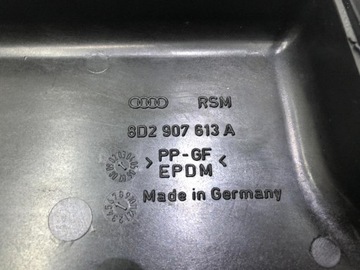 RSM
8D2 907 613 A
> PP-GF <
EPDM
Made in Germany